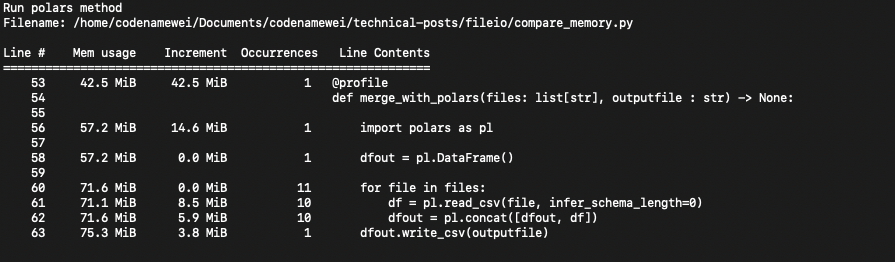 Run polars method
Filename: /home/codenamewei/Documents/codenamewei/technical-posts/fileio/compare_memory.py
Line #    Mem usage    Increment  Occurrences   Line Contents
=============================================================
    53     42.5 MiB     42.5 MiB           1   @profile
    54                                         def merge_with_polars(files: list[str], outputfile : str) -> None:
    55
    56     57.2 MiB     14.6 MiB           1       import polars as pl
    57
    58     57.2 MiB      0.0 MiB           1       dfout = pl.DataFrame()
    59
    60     71.6 MiB      0.0 MiB          11       for file in files:
    61     71.1 MiB      8.5 MiB          10           df = pl.read_csv(file, infer_schema_length=0)
    62     71.6 MiB      5.9 MiB          10           dfout = pl.concat([dfout, df])
    63     75.3 MiB      3.8 MiB           1       dfout.write_csv(outputfile)